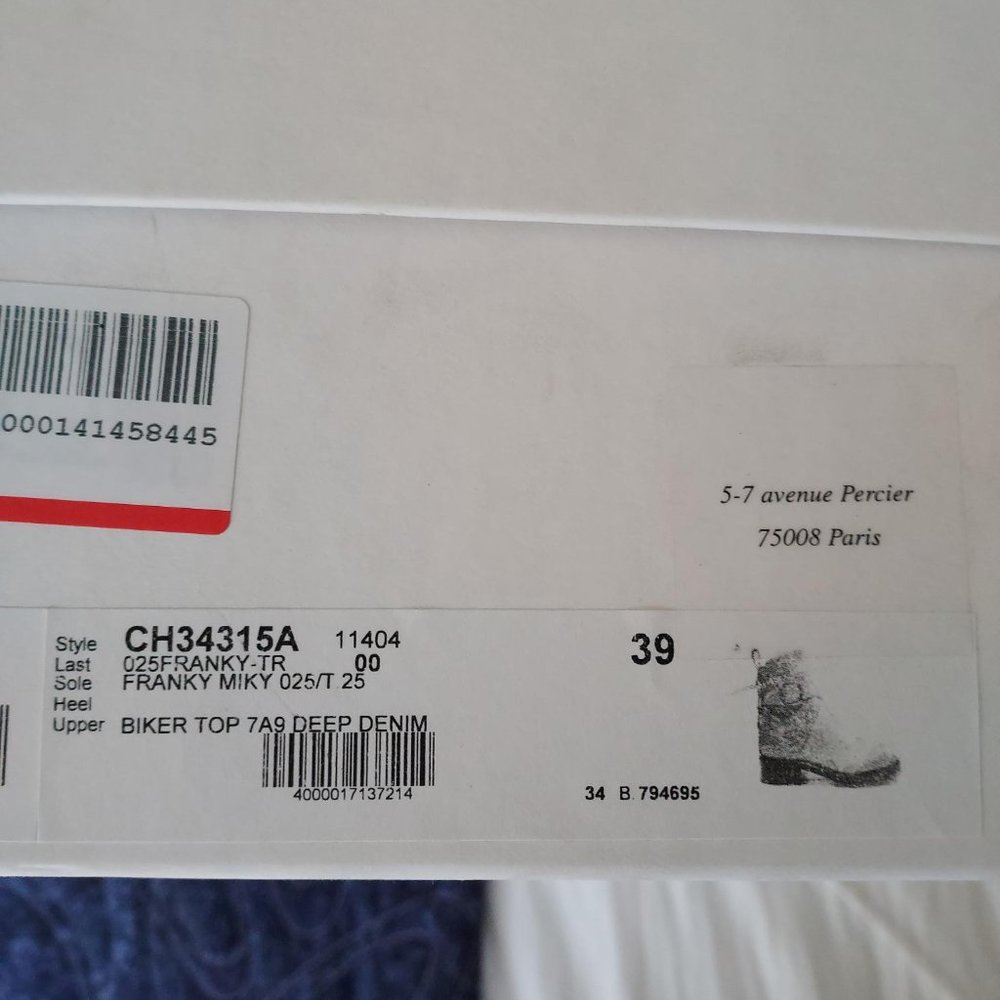 000141458445
5-7 avenue Percier
75008 Paris
Style CH34315A 11404 39
Last 025FRANKY-TR 00
Sole FRANKY MIKY 025/T 25
Heel
Upper BIKER TOP 7A9 DEEP DENIM
4000017137214
34 B. 794695